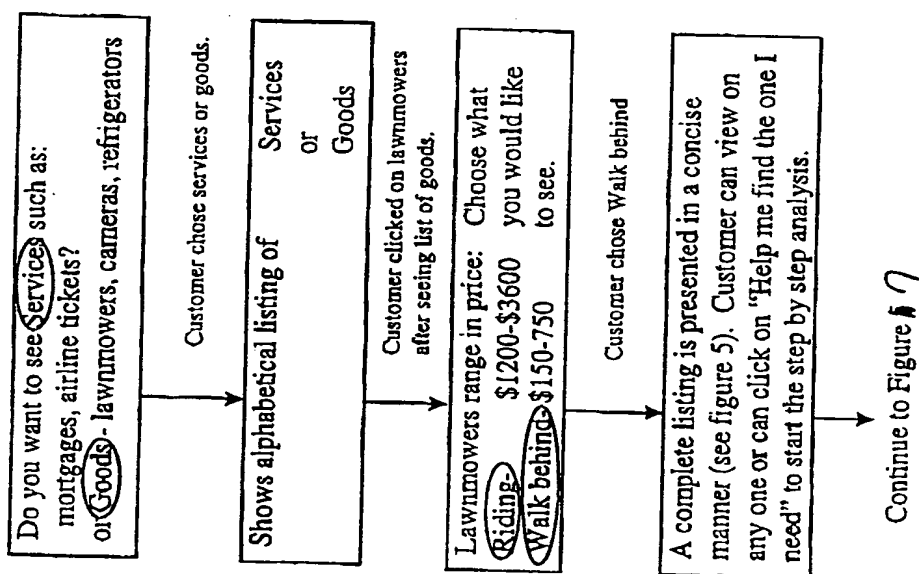 Do you want to see Services such as:
mortgages, airline tickets?
or Goods - lawnmowers, cameras, refrigerators
Customer chose services or goods.
Shows alphabetical listing of Services
or
Goods
Customer clicked on lawnmowers
after seeing list of goods.
Lawnmowers range in price: Choose what
Riding- $1200-$3600 you would like
Walk behind- $150-750 to see.
Customer chose Walk behind
A complete listing is presented in a concise
manner (see figure 5). Customer can view on
any one or can click on "Help me find the one I
need" to start the step by step analysis.
Continue to Figure 7